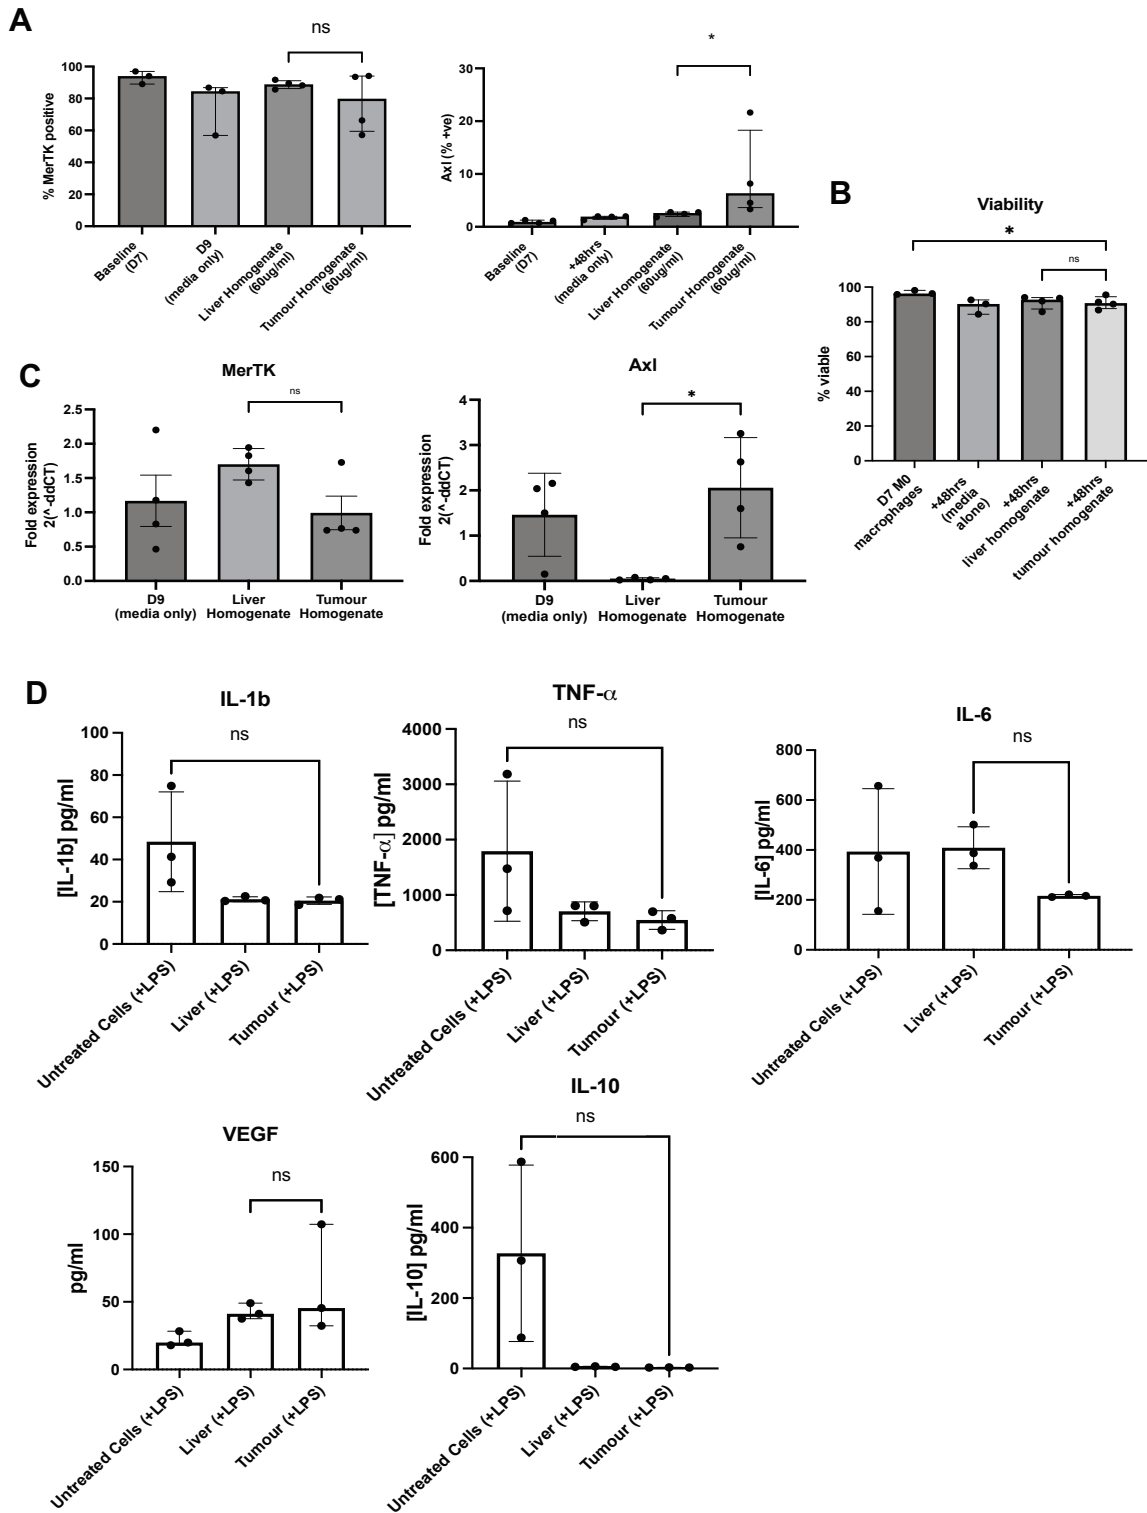 A
ns
% MerTK positive
100
80
60
40
20
0
Baseline
(D7)
D9
(media only)
Liver Homogenate
(60ug/ml)
Tumour Homogenate
(60ug/ml)
*
Axl (% +ve)
30
20
10
0
Baseline
(D7)
+48hrs
(media only)
Liver Homogenate
(60ug/ml)
Tumour Homogenate
(60ug/ml)
B
Viability
*
ns
% viable
100
80
60
40
20
0
D7 M0
macrophages
+48hrs
(media
alone)
+48hrs
liver homogenate
+48hrs
tumour homogenate
C
MerTK
ns
Fold expression
2(^-ddCT)
2.5
2.0
1.5
1.0
0.5
0.0
D9
(media only)
Liver
Homogenate
Tumour
Homogenate
Axl
*
Fold expression
2(^-ddCT)
4
3
2
1
0
D9
(media only)
Liver
Homogenate
Tumour
Homogenate
D
IL-1b
ns
[IL-1b] pg/ml
100
80
60
40
20
0
Untreated Cells (+LPS)
Liver (+LPS)
Tumour (+LPS)
TNF-α
ns
[TNF-α] pg/ml
4000
3000
2000
1000
0
Untreated Cells (+LPS)
Liver (+LPS)
Tumour (+LPS)
IL-6
ns
[IL-6] pg/ml
800
600
400
200
0
Untreated Cells (+LPS)
Liver (+LPS)
Tumour (+LPS)
VEGF
ns
pg/ml
150
100
50
0
Untreated Cells (+LPS)
Liver (+LPS)
Tumour (+LPS)
IL-10
ns
[IL-10] pg/ml
600
400
200
0
Untreated Cells (+LPS)
Liver (+LPS)
Tumour (+LPS)